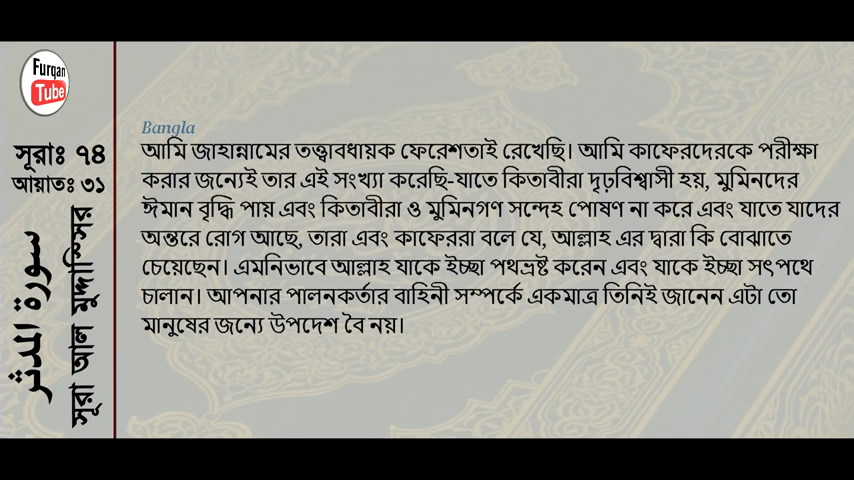 Furqan
Tube
সূরাঃ ৭৪
আয়াতঃ ৩১
سورة المدثر
সূরা আল মুদ্দাস্সির
Bangla
আমি জাহান্নামের তত্ত্বাবধায়ক ফেরেশতাই রেখেছি। আমি কাফেরদেরকে পরীক্ষা
করার জন্যেই তার এই সংখ্যা করেছি-যাতে কিতাবীরা দৃঢ়বিশ্বাসী হয়, মুমিনদের
ঈমান বৃদ্ধি পায় এবং কিতাবীরা ও মুমিনগণ সন্দেহ পোষণ না করে এবং যাতে যাদের
অন্তরে রোগ আছে, তারা এবং কাফেররা বলে যে, আল্লাহ এর দ্বারা কি বোঝাতে
চেয়েছেন। এমনিভাবে আল্লাহ যাকে ইচ্ছা পথভ্রষ্ট করেন এবং যাকে ইচ্ছা সৎপথে
চালান। আপনার পালনকর্তার বাহিনী সম্পর্কে একমাত্র তিনিই জানেন এটা তো
মানুষের জন্যে উপদেশ বৈ নয়।